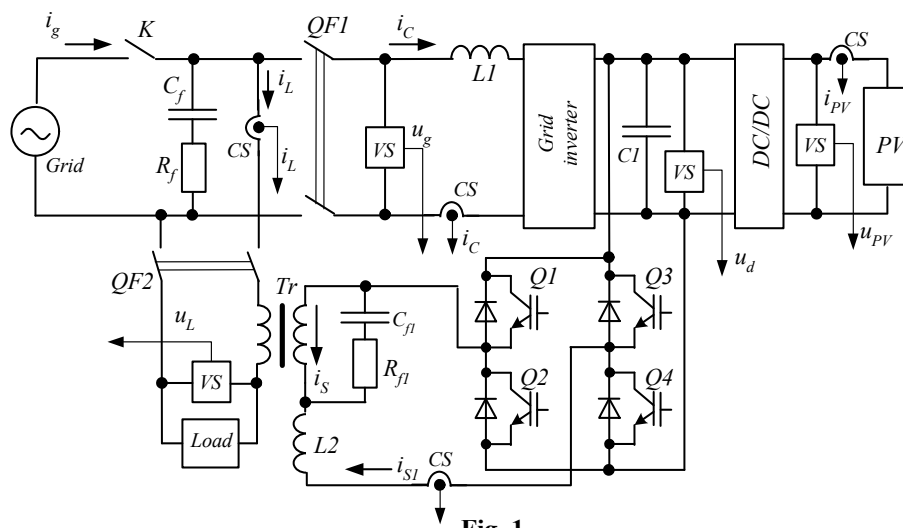 i_g
K
QF1
i_C
L1
CS
C_f
R_f
i_L
CS
i_L
Grid
VS
u_g
CS
i_C
Grid inverter
C1
VS
u_d
DC/DC
i_PV
VS
u_PV
PV
QF2
u_L
VS
Load
Tr
i_S
C_f1
R_f1
L2
i_S1
CS
Q1
Q2
Q3
Q4
Fig. 1